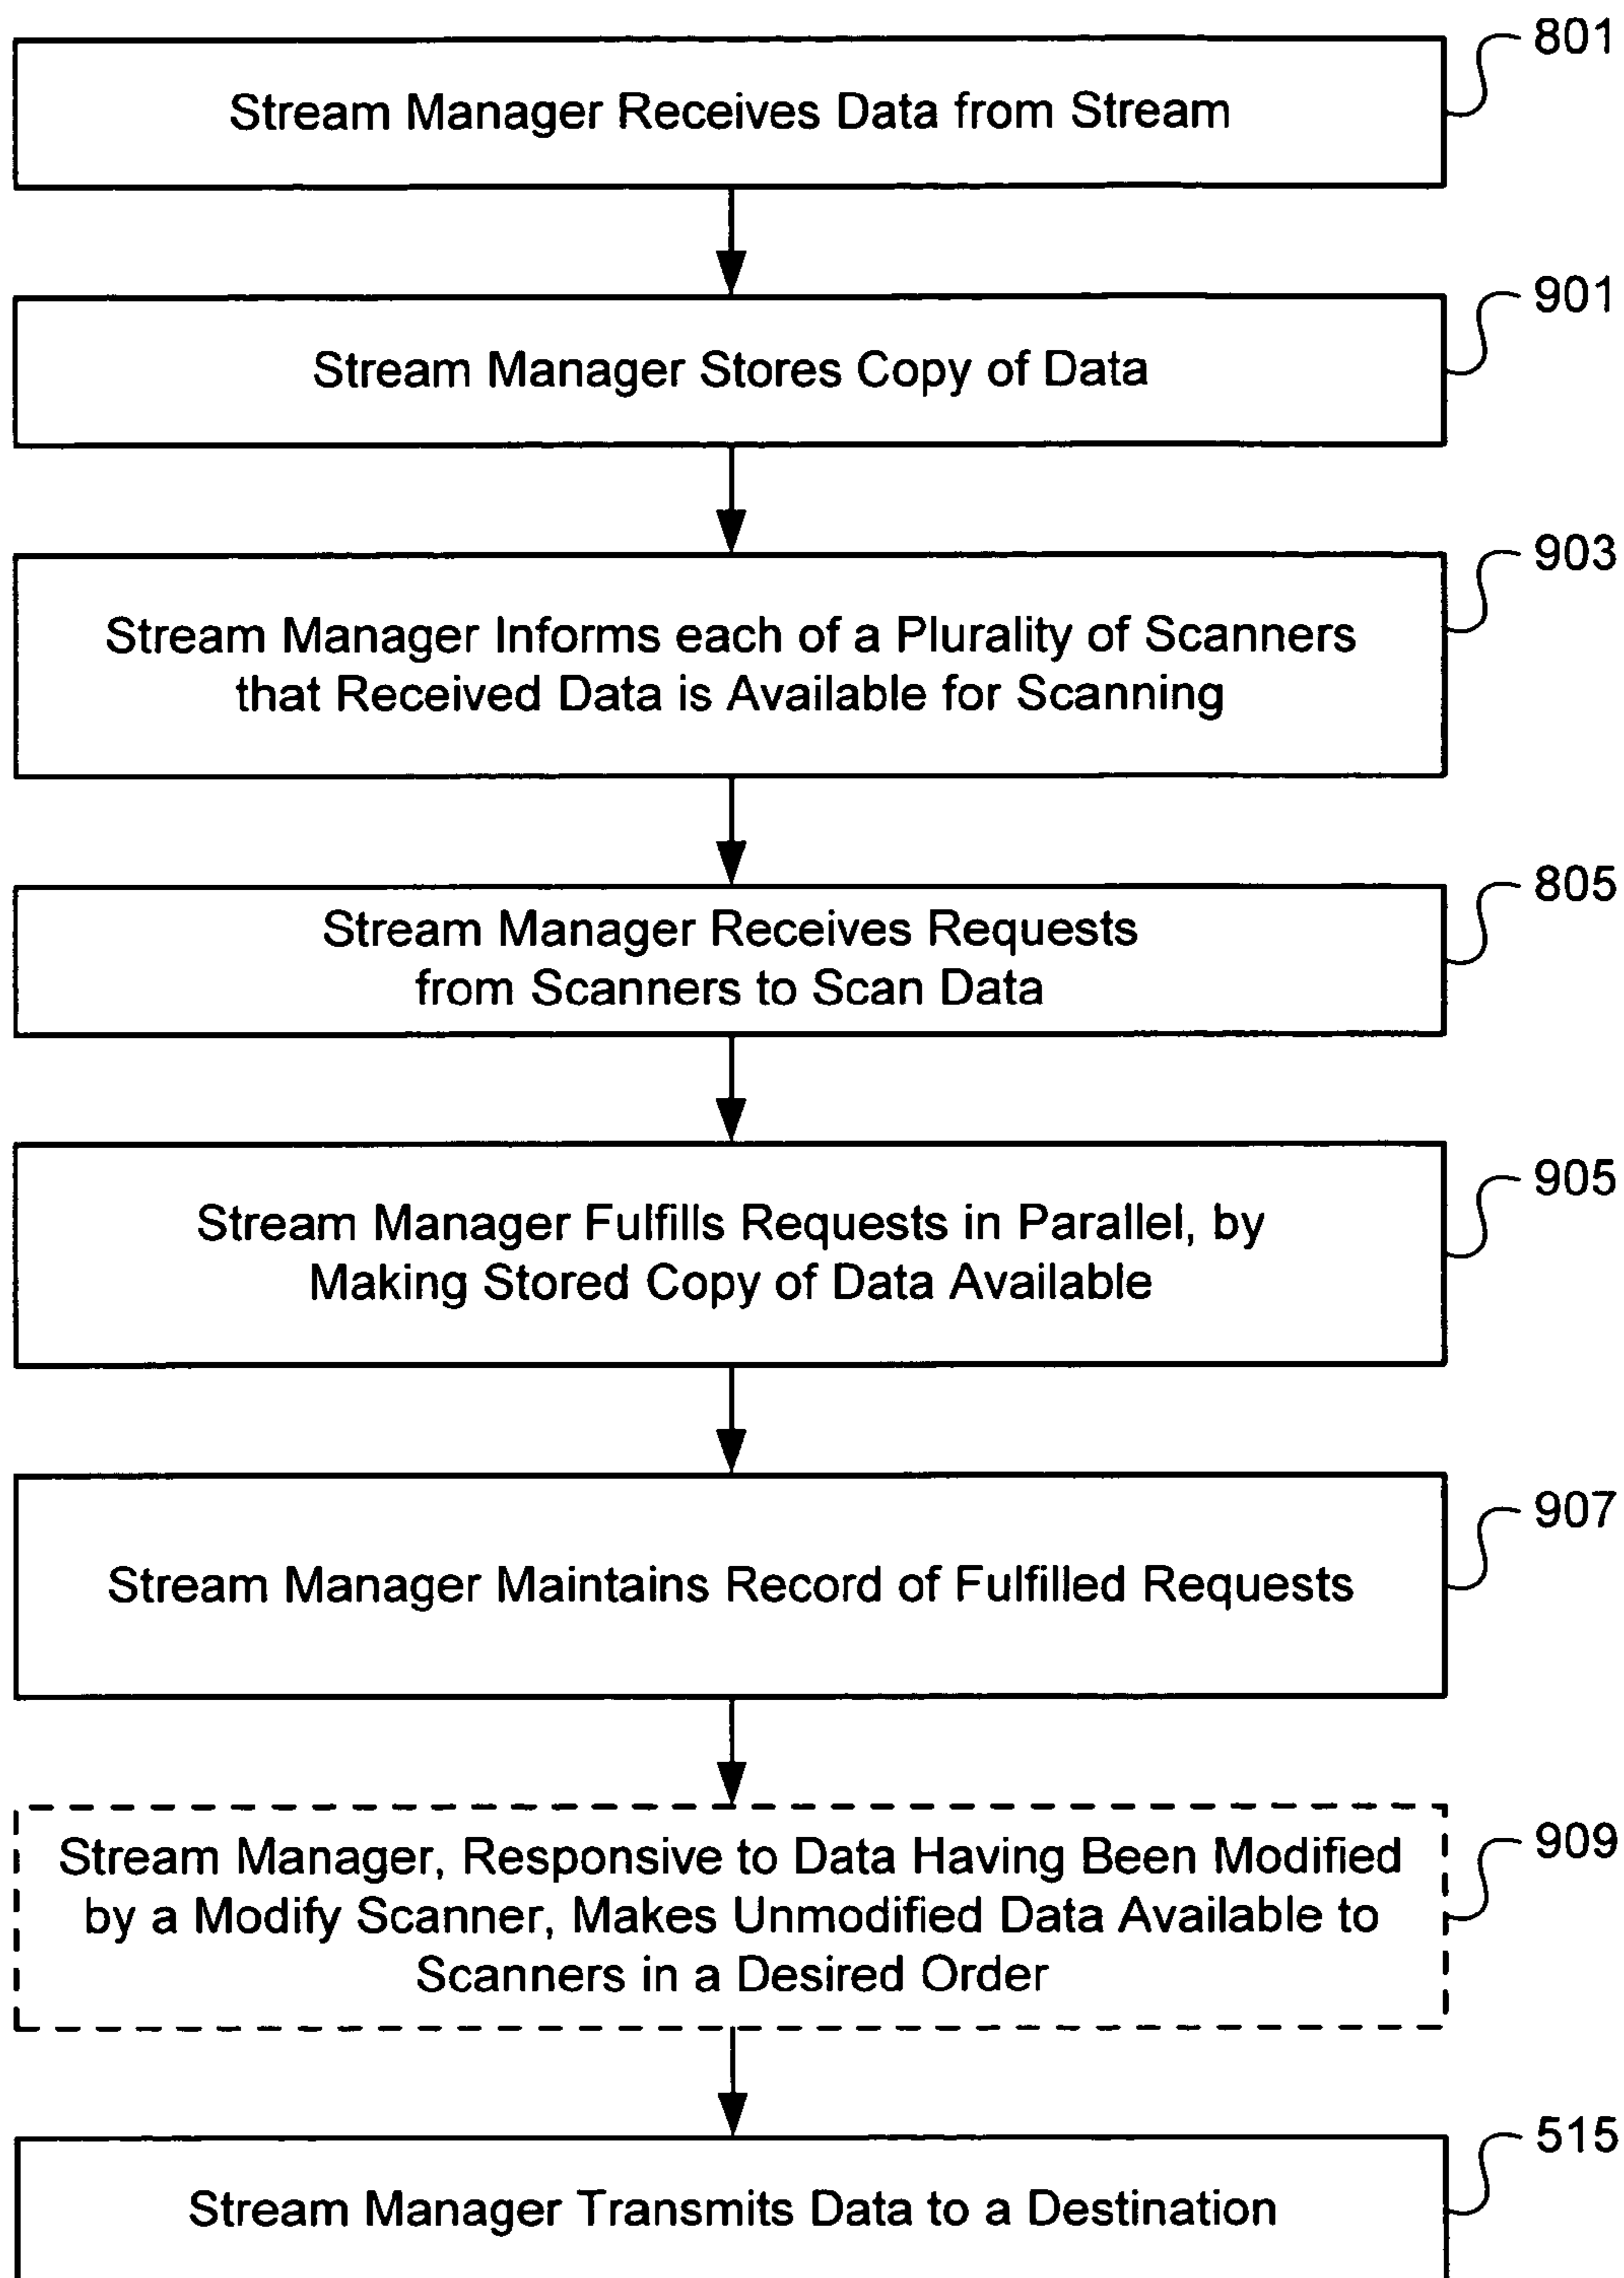 801
Stream Manager Receives Data from Stream
901
Stream Manager Stores Copy of Data
903
Stream Manager Informs each of a Plurality of Scanners
that Received Data is Available for Scanning
805
Stream Manager Receives Requests
from Scanners to Scan Data
905
Stream Manager Fulfills Requests in Parallel, by
Making Stored Copy of Data Available
907
Stream Manager Maintains Record of Fulfilled Requests
909
Stream Manager, Responsive to Data Having Been Modified
by a Modify Scanner, Makes Unmodified Data Available to
Scanners in a Desired Order
515
Stream Manager Transmits Data to a Destination